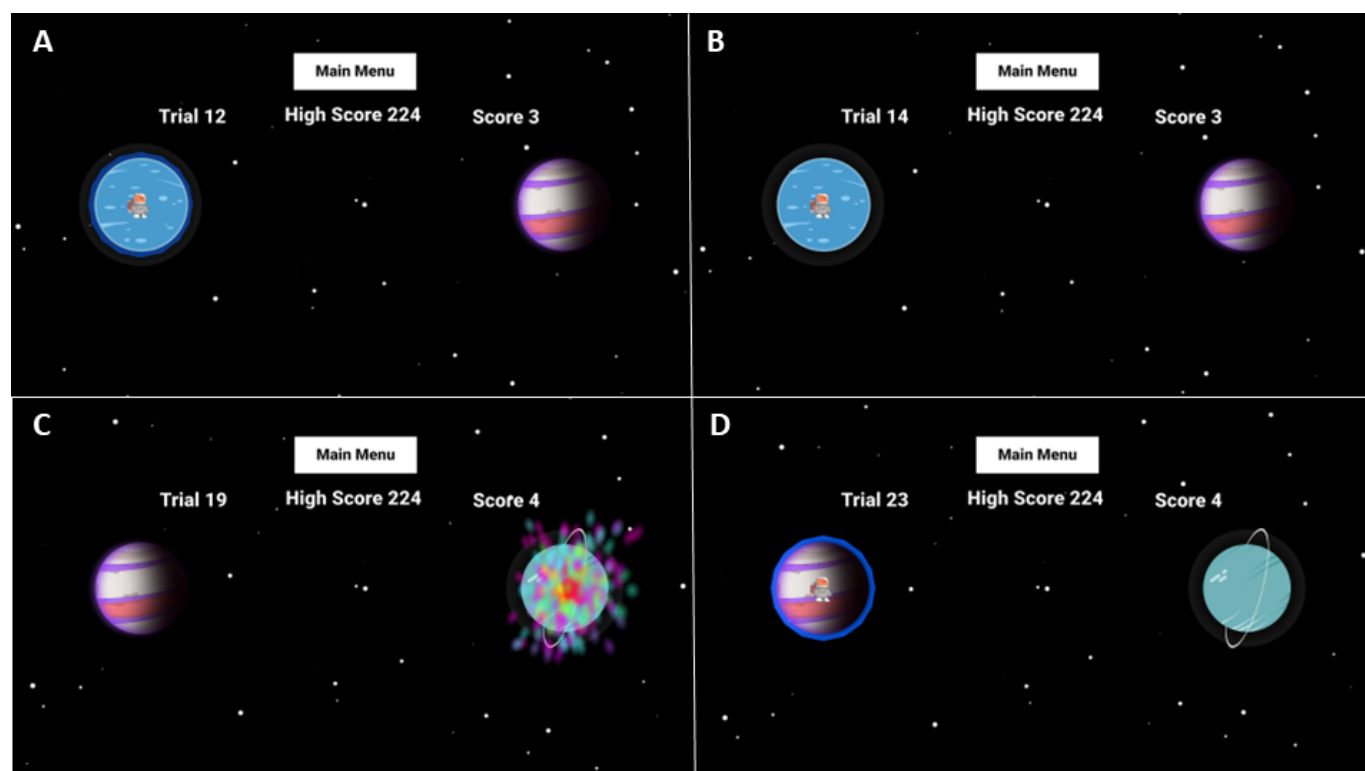 A
Main Menu
Trial 12
High Score 224
Score 3
B
Main Menu
Trial 14
High Score 224
Score 3
C
Main Menu
Trial 19
High Score 224
Score 4
D
Main Menu
Trial 23
High Score 224
Score 4